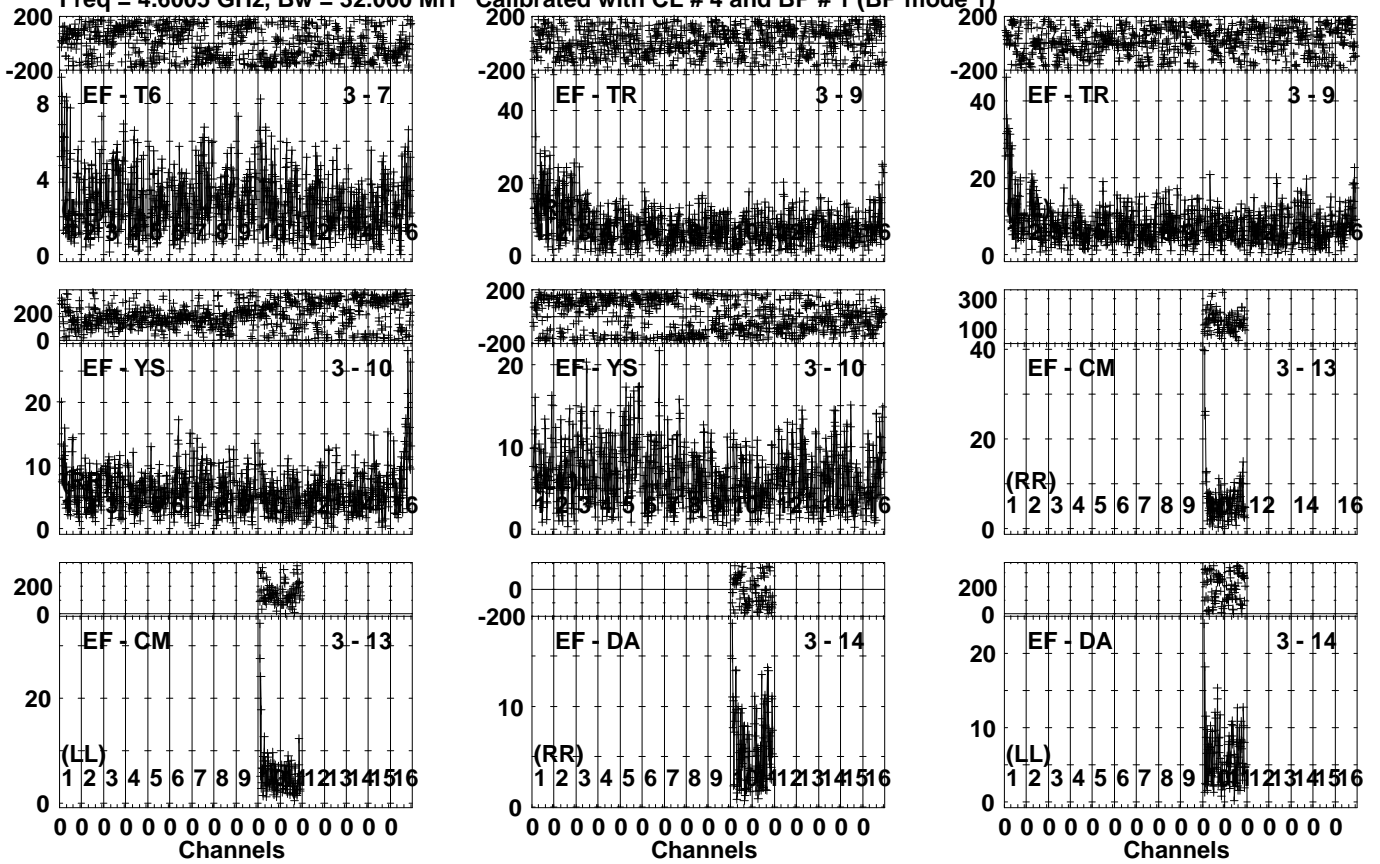 Freq = 4.6005 GHz, Bw = 32.000 MH Calibrated with CL # 4 and BP # 1 (BP mode 1)
200 200 200
-200 -200 -200
EF - T6 3 - 7 EF - TR 3 - 9 EF - TR 3 - 9
8 40 40
4 20 20
0 0 0
200 200 300
0 -200 100
EF - YS 3 - 10 EF - YS 3 - 10 EF - CM 3 - 13
20 20 40
10 10 20
0 0 0
(RR)
1 2 3 4 5 6 7 8 9 12 14 16
200 0 200
0 -200 0
EF - CM 3 - 13 EF - DA 3 - 14 EF - DA 3 - 14
20 10 20
10
(LL) (RR) (LL)
1 2 3 4 5 6 7 8 9 12 13 14 15 16 1 2 3 4 5 6 7 8 9 10 11 12 13 14 15 16 1 2 3 4 5 6 7 8 9 12 13 14 15 16
0 0 0
0 0 0 0 0 0 0 0 0 0 0 0 0 0 0 0 0 0 0 0 0 0 0 0 0 0 0 0 0 0 0 0 0 0 0 0 0 0 0 0 0 0 0 0 0 0 0 0
Channels Channels Channels